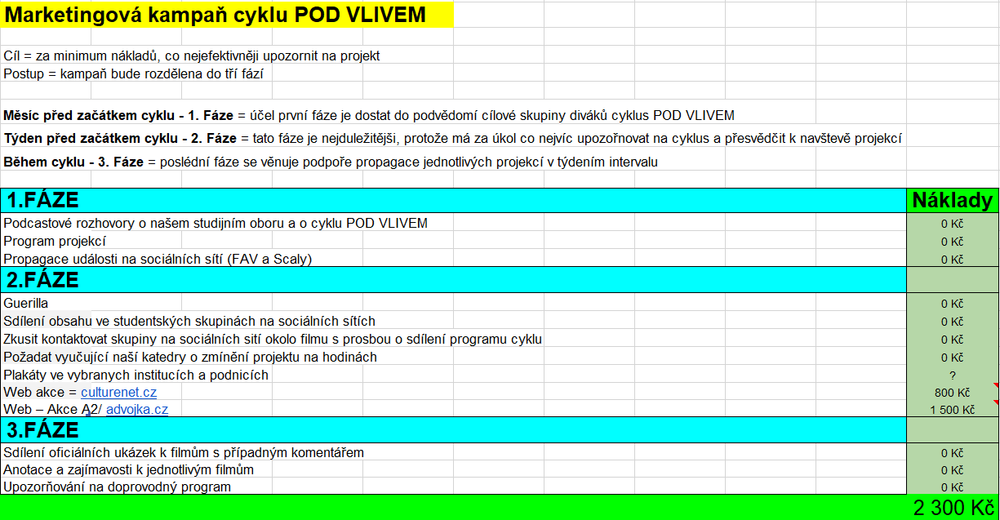 Marketingová kampaň cyklu POD VLIVEM
Cíl = za minimum nákladů, co nejefektivněji upozornit na projekt
Postup = kampaň bude rozdělena do tří fází
Měsíc před začátkem cyklu - 1. Fáze = účel první fáze je dostat do podvědomí cílové skupiny diváků cyklus POD VLIVEM
Týden před začátkem cyklu - 2. Fáze = tato fáze je nejduležitějši, protože má za úkol co nejvíc upozořnovat na cyklus a přesvědčit k navštevě projekcí
Během cyklu - 3. Fáze = poslédní fáze se věnuje podpoře propagace jednotlivých projekcí v týdením intervalu
1.FÁZE Náklady
Podcastové rozhovory o našem studijním oboru a o cyklu POD VLIVEM 0 Kč
Program projekcí 0 Kč
Propagace události na sociálních sítí (FAV a Scaly) 0 Kč
2.FÁZE
Guerilla 0 Kč
Sdílení obsahu ve studentských skupinách na sociálních sítích 0 Kč
Zkusit kontaktovat skupiny na sociálních sití okolo filmu s prosbou o sdílení programu cyklu 0 Kč
Požadat vyučující naší katedry o zmínění projektu na hodinách 0 Kč
Plakáty ve vybranych institucích a podnicích ?
Web akce = culturenet.cz 800 Kč
Web – Akce A2/ advojka.cz 1 500 Kč
3.FÁZE
Sdílení oficiálních ukázek k filmům s případným komentářem 0 Kč
Anotace a zajímavosti k jednotlivým filmům 0 Kč
Upozorňování na doprovodný program 0 Kč
2 300 Kč